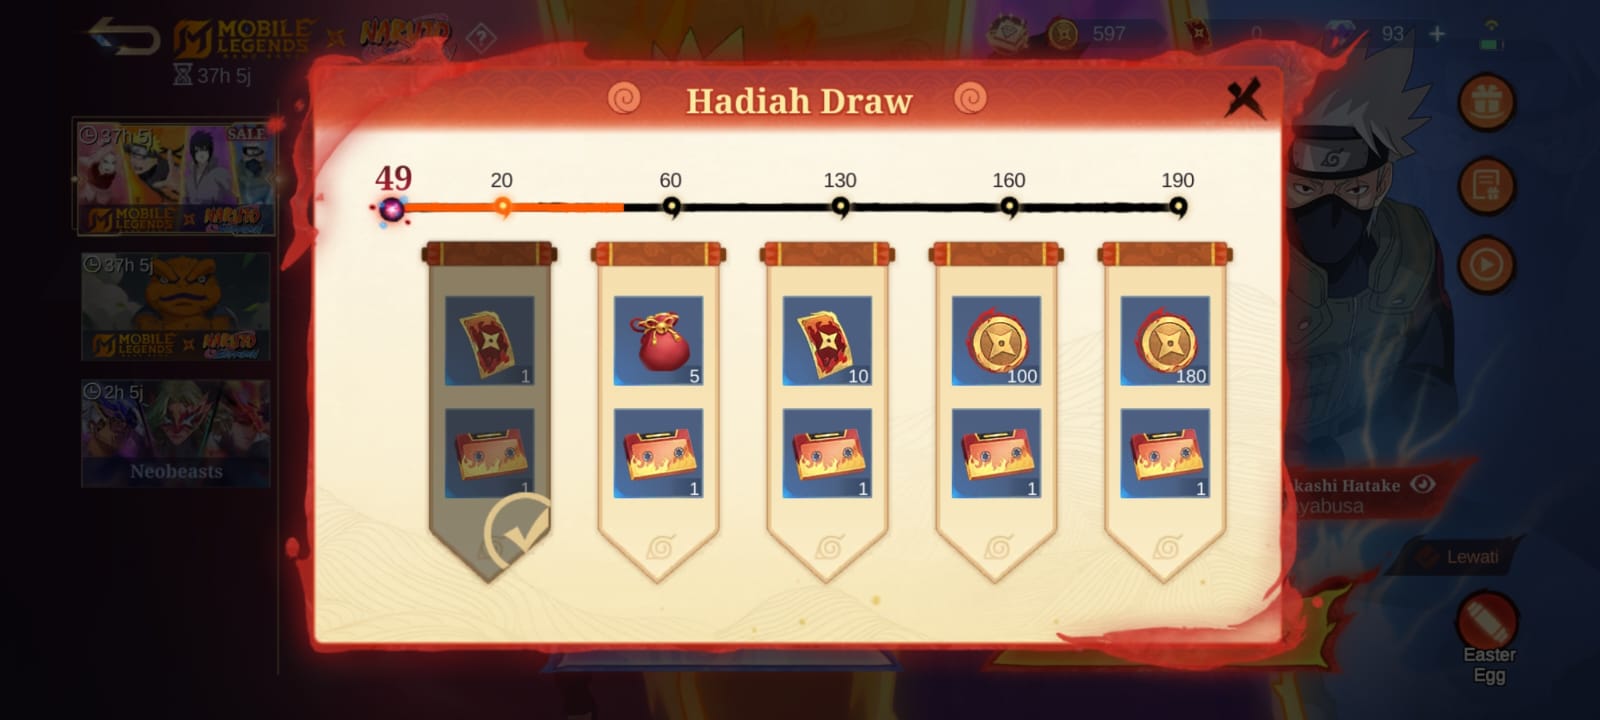 MOBILE LEGENDS
NARUTO
597
0
93
37h 5j
Hadiah Draw
49
20
60
130
160
190
37h 5j
SALE
MOBILE LEGENDS
NARUTO
37h 5j
MOBILE LEGENDS
NARUTO
2h 5j
Neobeasts
1
5
10
100
180
1
1
1
1
1
kashi Hatake
yabusa
Lewati
Easter
Egg